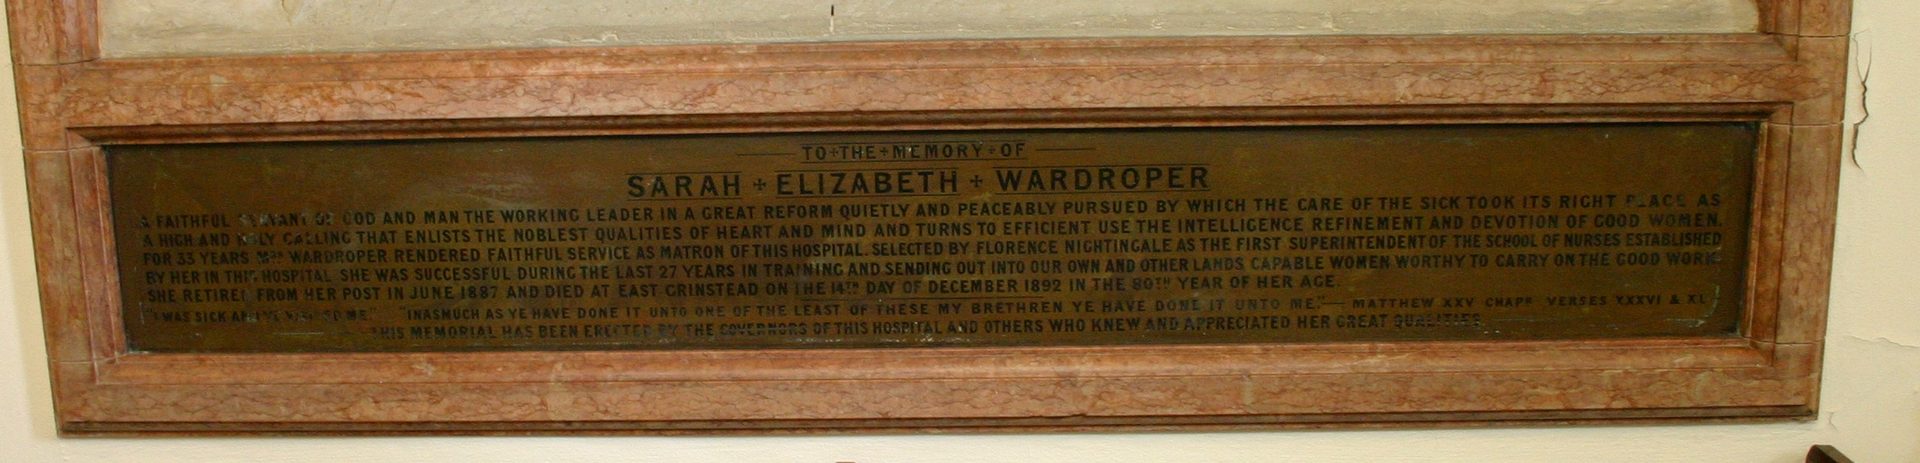 TO+THE+MEMORY+OF
SARAH + ELIZABETH + WARDROPER
A FAITHFUL SERVANT OF GOD AND MAN THE WORKING LEADER IN A GREAT REFORM QUIETLY AND PEACEABLY PURSUED BY WHICH THE CARE OF THE SICK TOOK ITS RIGHT PLACE AS
A HIGH AND HOLY CALLING THAT ENLISTS THE NOBLEST QUALITIES OF HEART AND MIND AND TURNS TO EFFICIENT USE THE INTELLIGENCE REFINEMENT AND DEVOTION OF GOOD WOMEN.
FOR 33 YEARS MRS WARDROPER RENDERED FAITHFUL SERVICE AS MATRON OF THIS HOSPITAL. SELECTED BY FLORENCE NIGHTINGALE AS THE FIRST SUPERINTENDENT OF THE SCHOOL OF NURSES ESTABLISHED
BY HER IN THIS HOSPITAL SHE WAS SUCCESSFUL DURING THE LAST 27 YEARS IN TRAINING AND SENDING OUT INTO OUR OWN AND OTHER LANDS CAPABLE WOMEN WORTHY TO CARRY ON THE GOOD WORK
SHE RETIRED FROM HER POST IN JUNE 1887 AND DIED AT EAST GRINSTEAD ON THE 14TH DAY OF DECEMBER 1892 IN THE 80TH YEAR OF HER AGE.
"I WAS SICK AND YE VISITED ME." "INASMUCH AS YE HAVE DONE IT UNTO ONE OF THE LEAST OF THESE MY BRETHREN YE HAVE DONE IT UNTO ME."— MATTHEW XXV CHAPR VERSES XXXVI & XL
THIS MEMORIAL HAS BEEN ERECTED BY THE GOVERNORS OF THIS HOSPITAL AND OTHERS WHO KNEW AND APPRECIATED HER GREAT QUALITIES